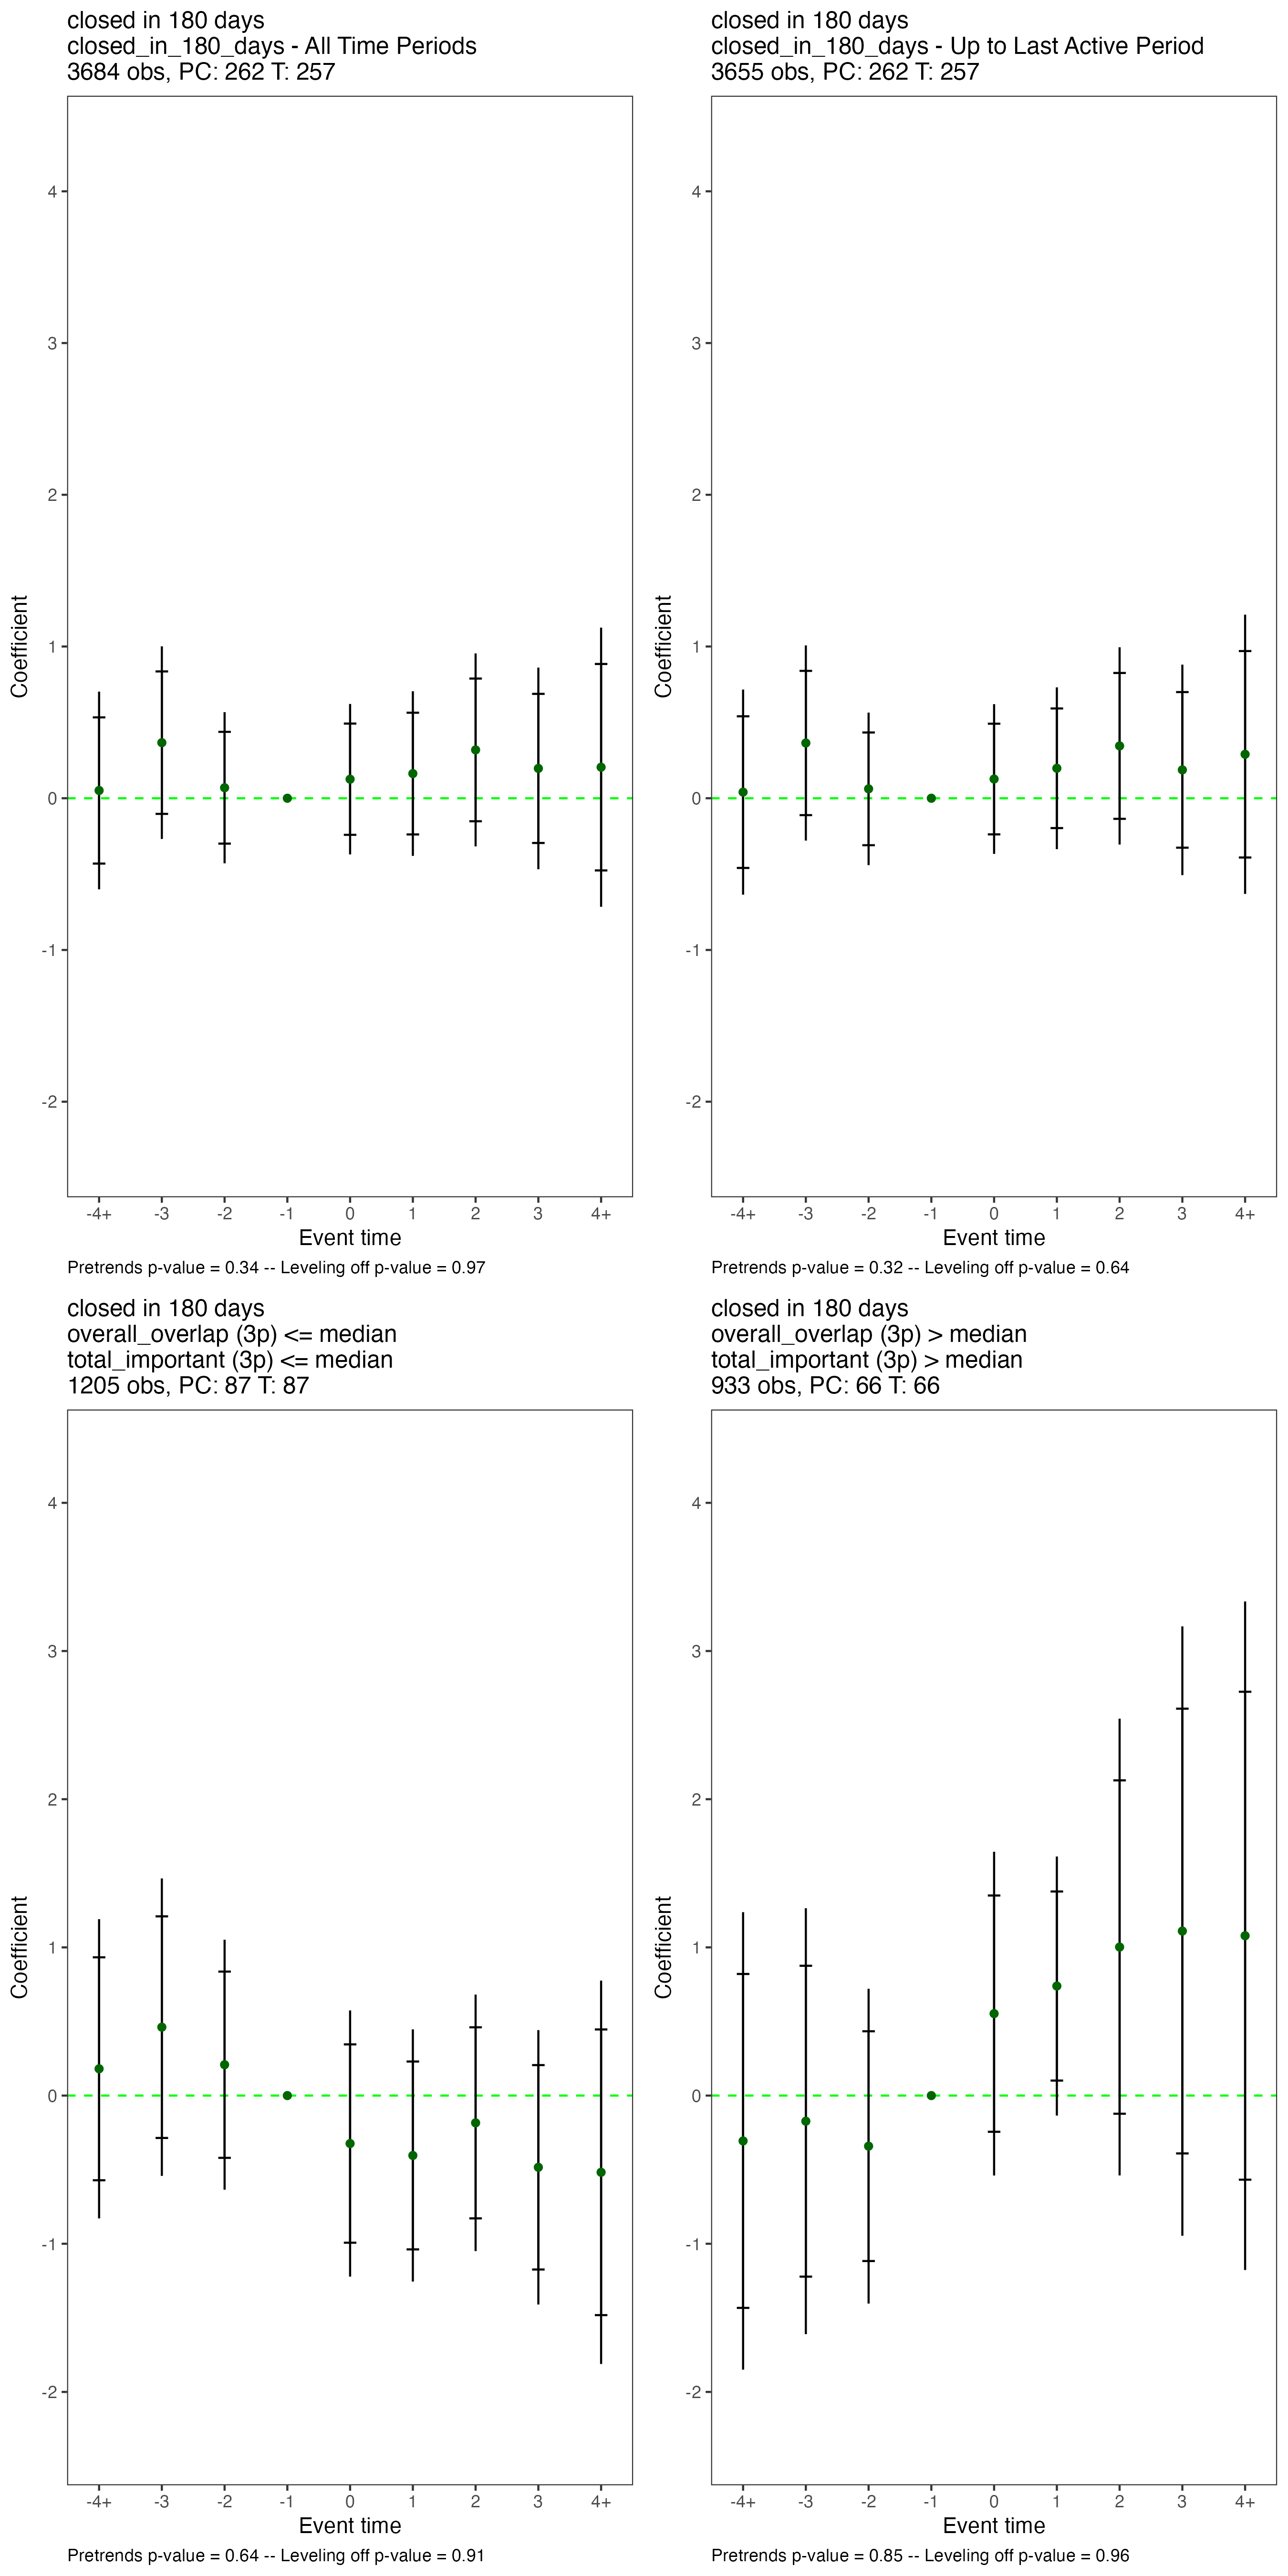 closed in 180 days
closed_in_180_days - All Time Periods
3684 obs, PC: 262 T: 257
4
3
2
1
0
-1
-2
Coefficient
-4+ -3 -2 -1 0 1 2 3 4+
Event time
Pretrends p-value = 0.34 -- Leveling off p-value = 0.97
closed in 180 days
closed_in_180_days - Up to Last Active Period
3655 obs, PC: 262 T: 257
4
3
2
1
0
-1
-2
Coefficient
-4+ -3 -2 -1 0 1 2 3 4+
Event time
Pretrends p-value = 0.32 -- Leveling off p-value = 0.64
closed in 180 days
overall_overlap (3p) <= median
total_important (3p) <= median
1205 obs, PC: 87 T: 87
4
3
2
1
0
-1
-2
Coefficient
-4+ -3 -2 -1 0 1 2 3 4+
Event time
Pretrends p-value = 0.64 -- Leveling off p-value = 0.91
closed in 180 days
overall_overlap (3p) > median
total_important (3p) > median
933 obs, PC: 66 T: 66
4
3
2
1
0
-1
-2
Coefficient
-4+ -3 -2 -1 0 1 2 3 4+
Event time
Pretrends p-value = 0.85 -- Leveling off p-value = 0.96